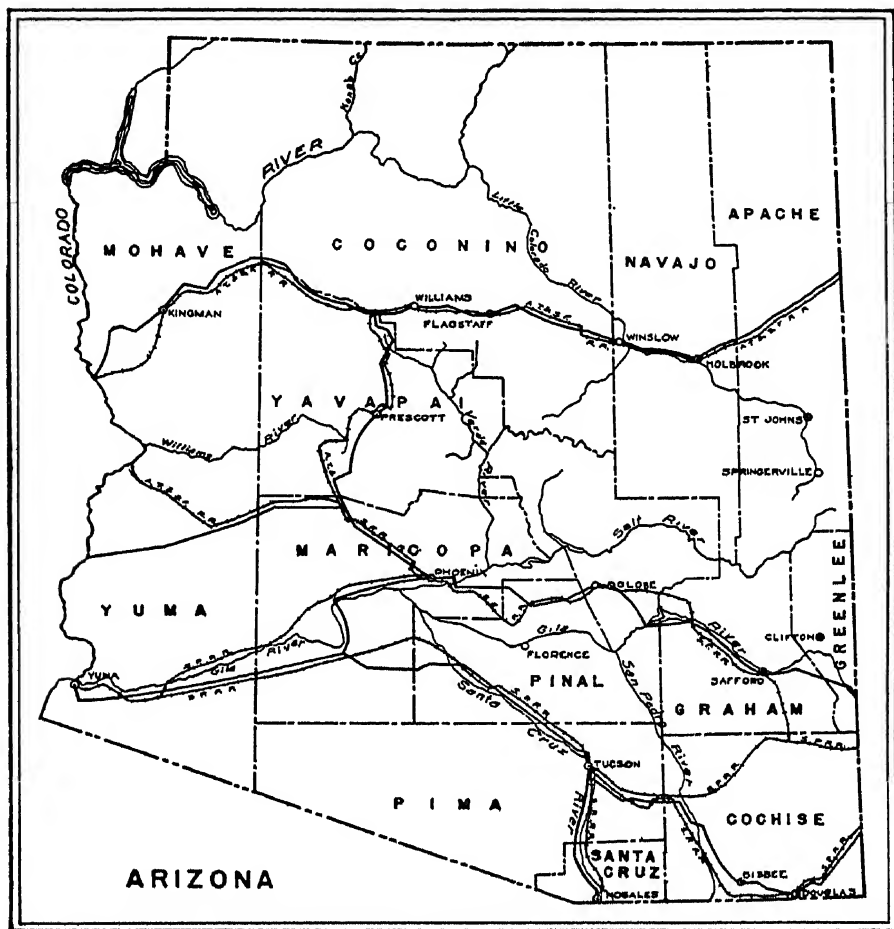 Kanab Cr.
RIVER
COLORADO
Little
Colorado
River
APACHE
MOHAVE
COCONINO
NAVAJO
A.T.&S.F. R.R.
KINGMAN
WILLIAMS
FLAGSTAFF
A.T.&S.F.
R.R.
WINSLOW
A.T.&S.F. R.R.
HOLBROOK
YAVAPAI
PRESCOTT
Williams
River
Verde
River
ST JOHNS
SPRINGERVILLE
A.T.&S.F. R.R.
S.F.R.R.
Salt River
MARICOPA
PHOENIX
GLOBE
GREENLEE
YUMA
Gila
River
CLIFTON
S.P.R.R.
Gila River
FLORENCE
S.P.R.R.
SAFFORD
YUMA
S.P.R.R.
PINAL
San Pedro
River
GRAHAM
Santa
Cruz
S.P.R.R.
S.P.R.R.
TUCSON
S.P.R.R.
PIMA
River
S.P.R.R.
COCHISE
SANTA
CRUZ
BISBEE
S.P.R.R.
DOUGLAS
NOGALES
ARIZONA